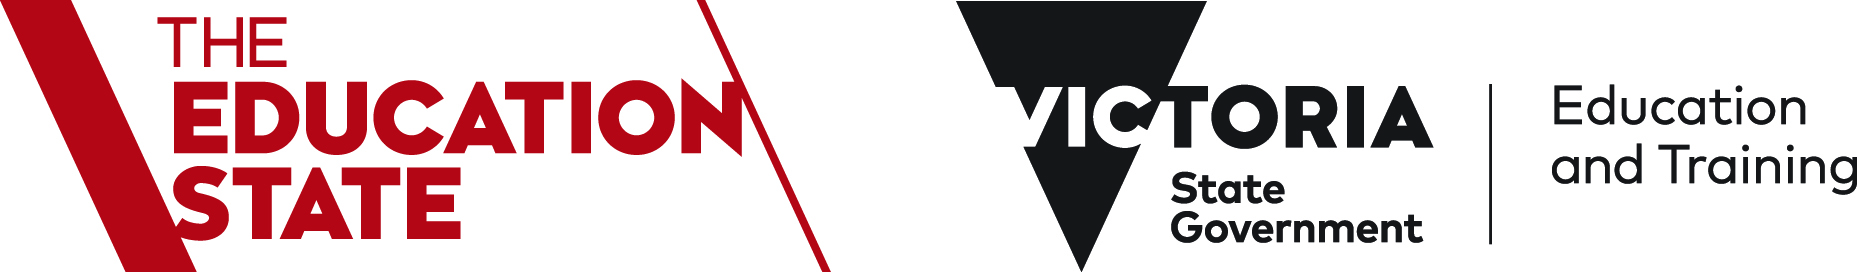 THE
EDUCATION
STATE
VICTORIA
State
Government
Education
and Training